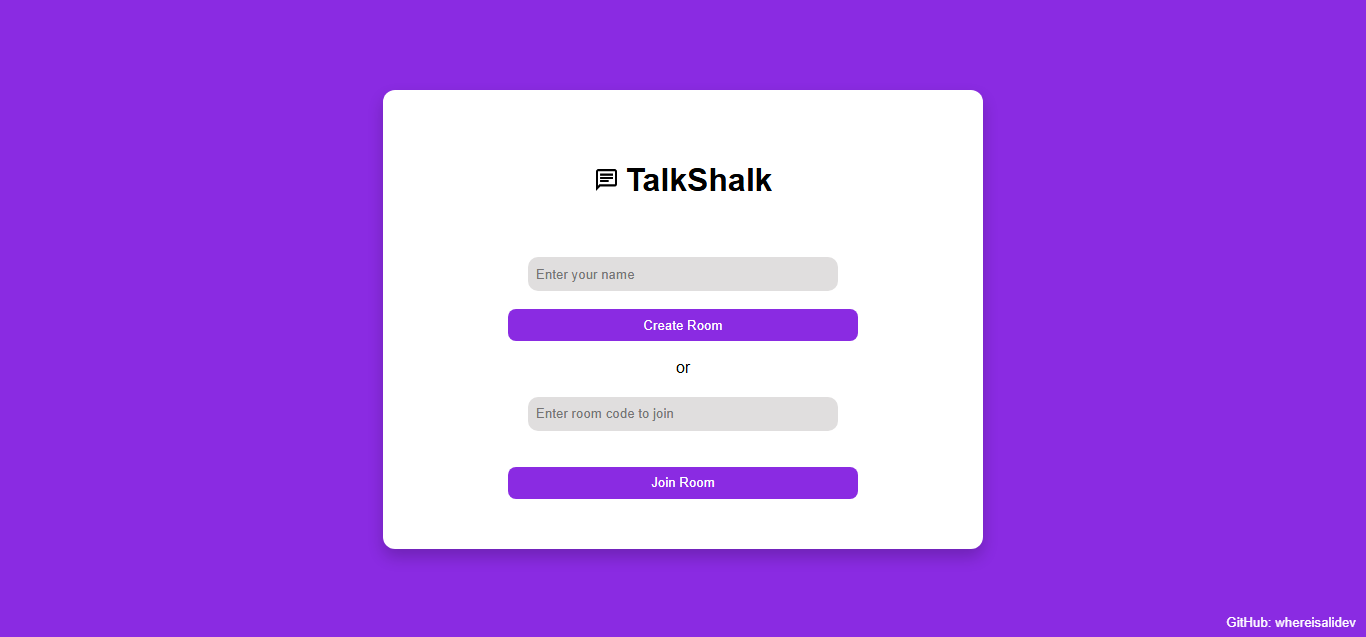 TalkShalk
Enter your name
Create Room
or
Enter room code to join
Join Room
GitHub: whereisalidev